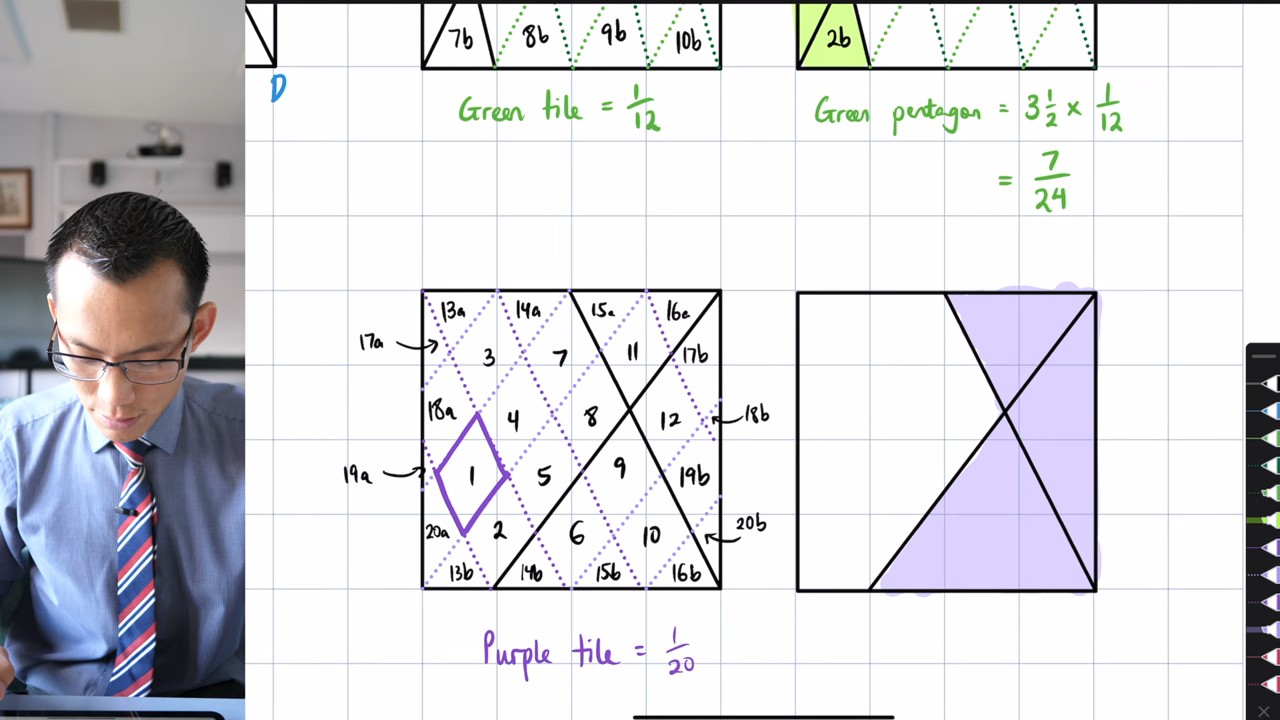 7b 8b 9b 10b
2b
D
Green tile = 1/12
Green pentagon = 3 1/2 x 1/12
= 7/24
13a 14a 15a 16a
17a 3 7 11 17b
18a 4 8 12 18b
19a 1 5 9 19b
20a 2 6 10 20b
13b 14b 15b 16b
Purple tile = 1/20